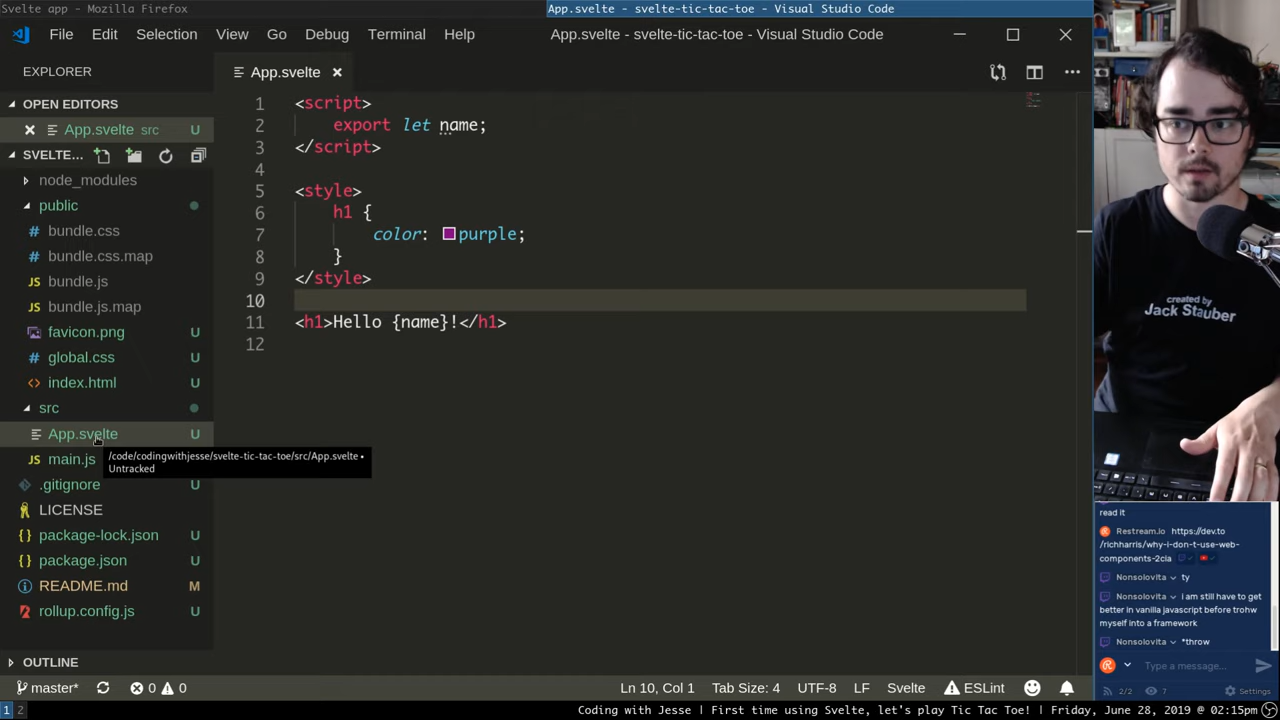 Svelte app - Mozilla Firefox
App.svelte - svelte-tic-tac-toe - Visual Studio Code
File Edit Selection View Go Debug Terminal Help
App.svelte - svelte-tic-tac-toe - Visual Studio Code
EXPLORER
OPEN EDITORS
App.svelte src U
SVELTE...
node_modules
public
bundle.css
bundle.css.map
JS bundle.js
bundle.js.map
favicon.png U
global.css U
index.html U
src
App.svelte U
JS main.js
.gitignore U
LICENSE
package-lock.json U
package.json U
README.md M
rollup.config.js U
OUTLINE
/code/codingwithjesse/svelte-tic-tac-toe/src/App.svelte •
Untracked
App.svelte
1 <script>
2 export let name;
3 </script>
4
5 <style>
6 h1 {
7 color: purple;
8 }
9 </style>
10
11 <h1>Hello {name}!</h1>
12
created by
Jack Stauber
read it
Restream.io https://dev.to
/richharris/why-i-don-t-use-web-
components-2cia
Nonsolovita ty
Nonsolovita i am still have to get
better in vanilla javascript before trohw
myself into a framework
Nonsolovita *throw
Type a message...
2/2 7 Settings
master* 0 0 Ln 10, Col 1 Tab Size: 4 UTF-8 LF Svelte ESLint
1 2 Coding with Jesse | First time using Svelte, let's play Tic Tac Toe! | Friday, June 28, 2019 @ 02:15pm